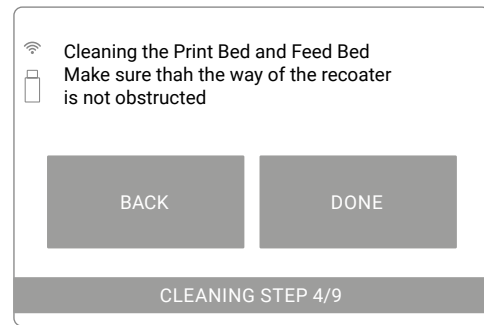 Cleaning the Print Bed and Feed Bed
Make sure thah the way of the recoater
is not obstructed
BACK
DONE
CLEANING STEP 4/9